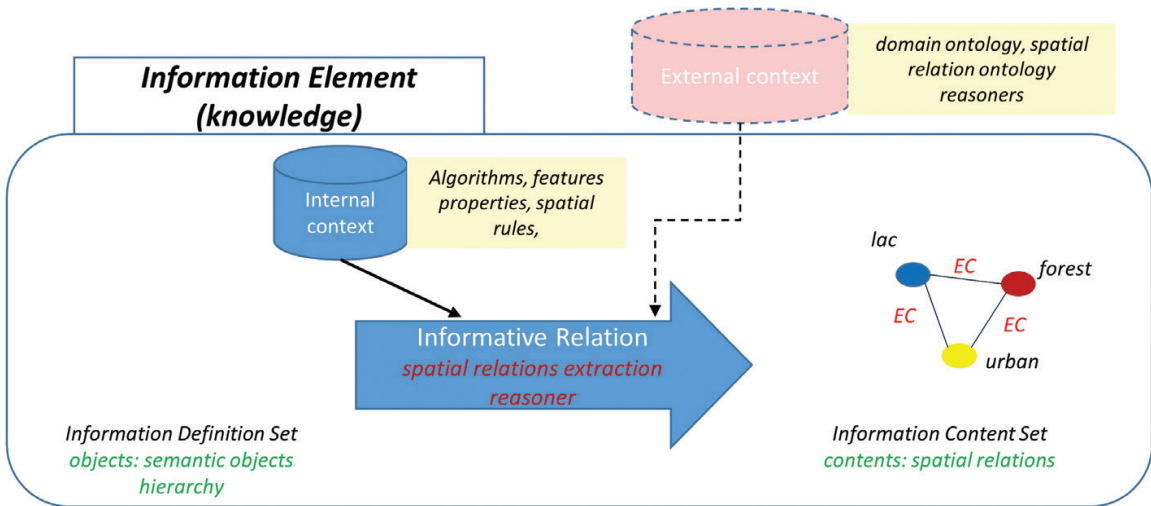 Information Element
(knowledge)
External context
domain ontology, spatial
relation ontology
reasoners
Internal
context
Algorithms, features
properties, spatial
rules,
lac
EC
forest
EC
EC
urban
Informative Relation
spatial relations extraction
reasoner
Information Definition Set
objects: semantic objects
hierarchy
Information Content Set
contents: spatial relations